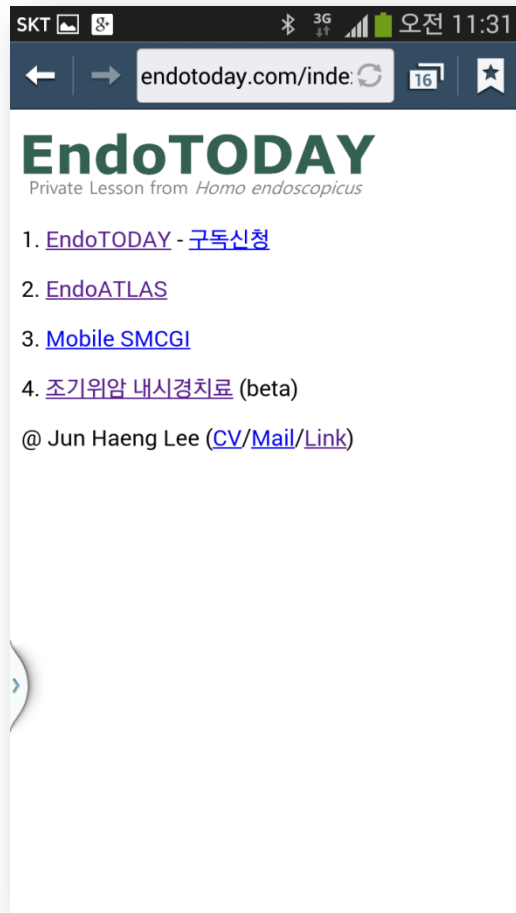 SKT 3G 오전 11:31
endotoday.com/inde
16
EndoTODAY
Private Lesson from Homo endoscopicus
1. EndoTODAY - 구독신청
2. EndoATLAS
3. Mobile SMCGI
4. 조기위암 내시경치료 (beta)
@ Jun Haeng Lee (CV/Mail/Link)